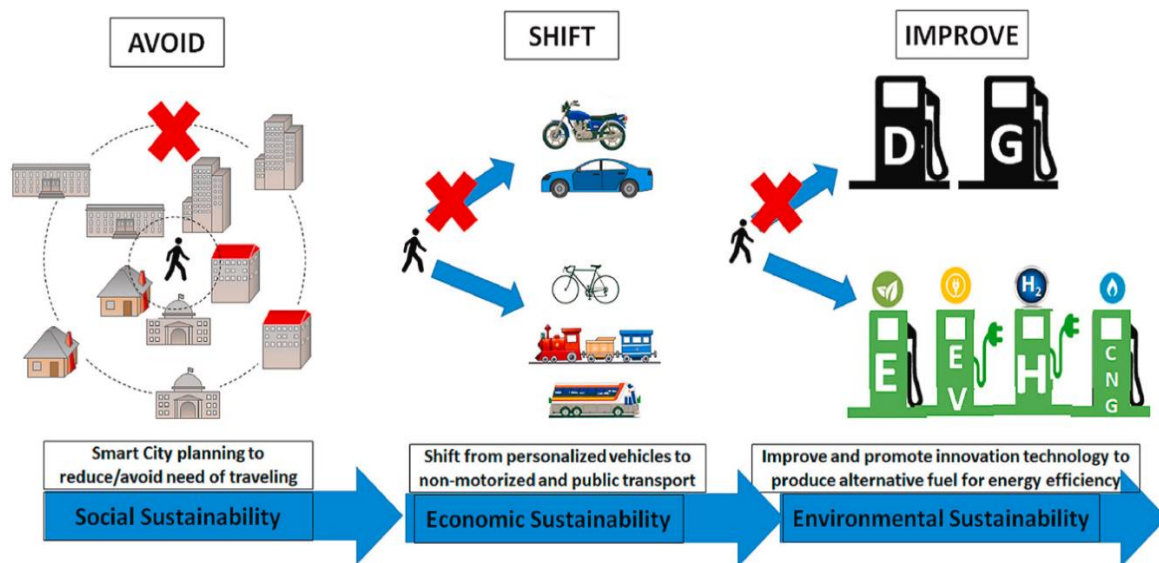 AVOID
SHIFT
IMPROVE
D
G
H₂
E
EV
H
CNG
Smart City planning to
reduce/avoid need of traveling
Shift from personalized vehicles to
non-motorized and public transport
Improve and promote innovation technology to
produce alternative fuel for energy efficiency
Social Sustainability
Economic Sustainability
Environmental Sustainability